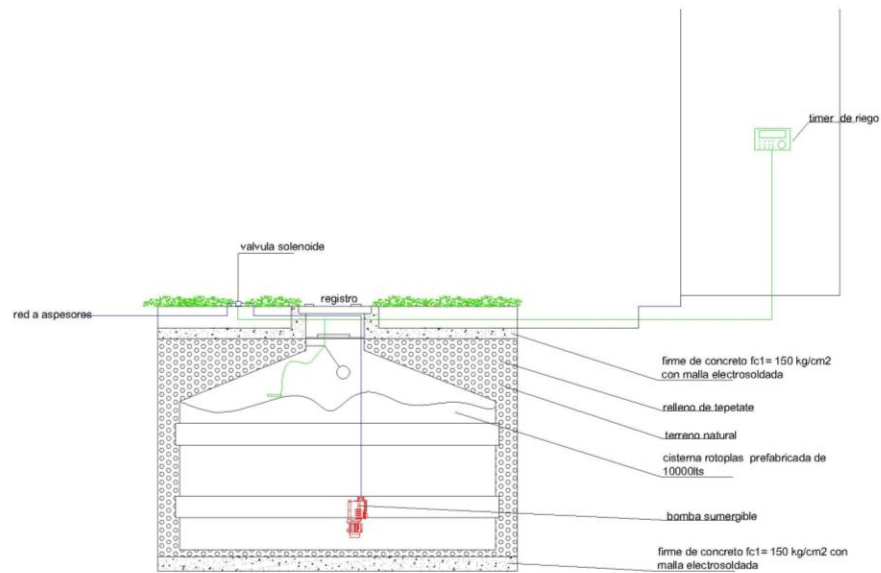 timer de riego
valvula solenoide
registro
red a aspesores
firme de concreto fc1= 150 kg/cm2
con malla electrosoldada
relleno de tepetate
terreno natural
cisterna rotoplas prefabricada de
10000lts
bomba sumergible
firme de concreto fc1= 150 kg/cm2 con
malla electrosoldada